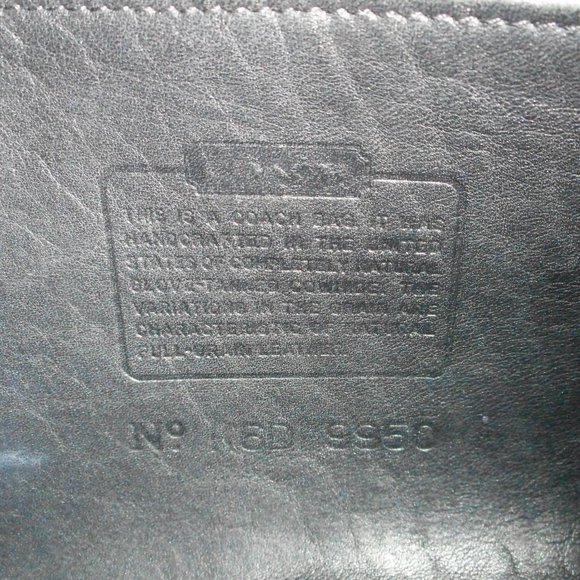 THIS IS A COACH BAG. IT WAS
HANDCRAFTED IN THE UNITED
STATES OF COMPLETELY NATURAL
GLOVE-TANNED COWHIDE. THE
VARIATIONS IN THE GRAIN ARE
CHARACTERISTIC OF NATURAL
FULL-GRAIN LEATHER.
Nº 9950